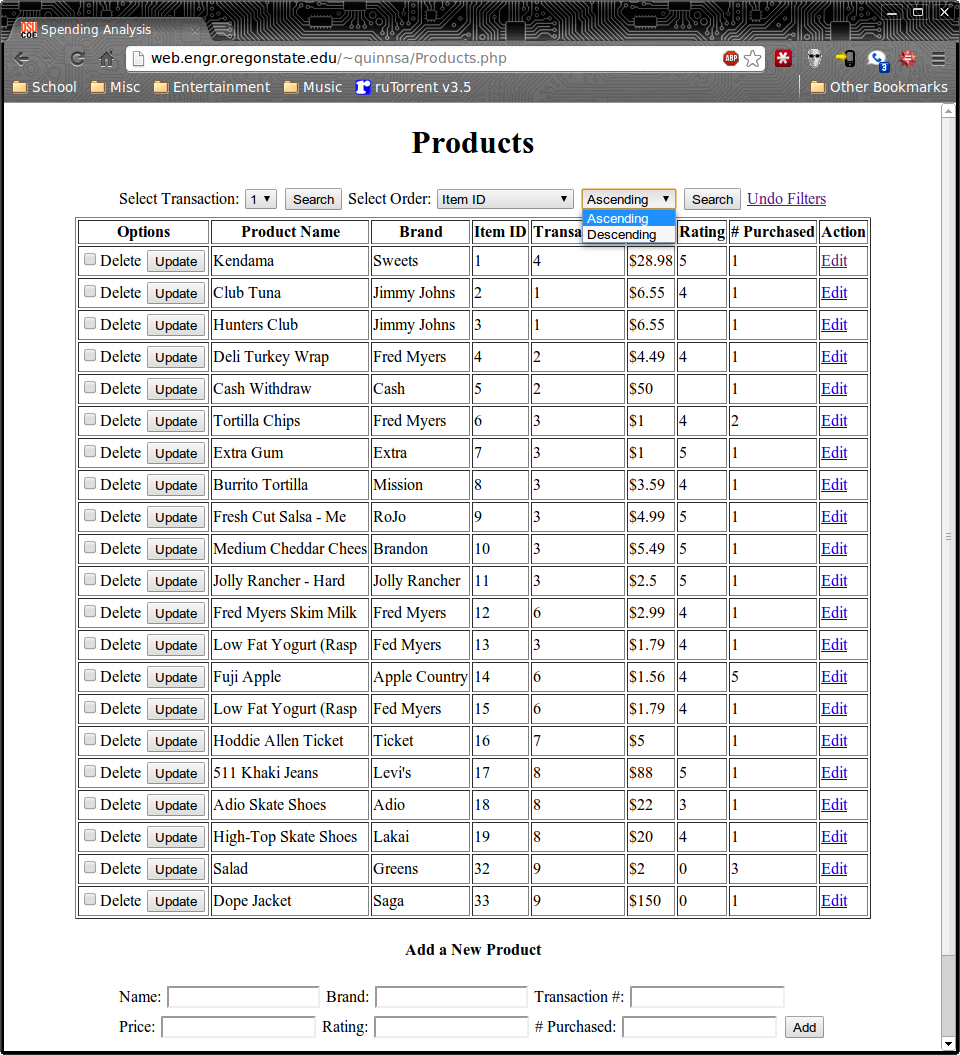 Spending Analysis
web.engr.oregonstate.edu/~quinnsa/Products.php ABP 3
School Misc Entertainment Music ruTorrent v3.5 Other Bookmarks
Products
Select Transaction: 1 Search Select Order: Item ID Ascending Search Undo Filters
Ascending
Descending
Options Product Name Brand Item ID Transa Rating # Purchased Action
Delete Update Kendama Sweets 1 4 $28.98 5 1 Edit
Delete Update Club Tuna Jimmy Johns 2 1 $6.55 4 1 Edit
Delete Update Hunters Club Jimmy Johns 3 1 $6.55 1 Edit
Delete Update Deli Turkey Wrap Fred Myers 4 2 $4.49 4 1 Edit
Delete Update Cash Withdraw Cash 5 2 $50 1 Edit
Delete Update Tortilla Chips Fred Myers 6 3 $1 4 2 Edit
Delete Update Extra Gum Extra 7 3 $1 5 1 Edit
Delete Update Burrito Tortilla Mission 8 3 $3.59 4 1 Edit
Delete Update Fresh Cut Salsa - Me RoJo 9 3 $4.99 5 1 Edit
Delete Update Medium Cheddar Chees Brandon 10 3 $5.49 5 1 Edit
Delete Update Jolly Rancher - Hard Jolly Rancher 11 3 $2.5 5 1 Edit
Delete Update Fred Myers Skim Milk Fred Myers 12 6 $2.99 4 1 Edit
Delete Update Low Fat Yogurt (Rasp Fed Myers 13 3 $1.79 4 1 Edit
Delete Update Fuji Apple Apple Country 14 6 $1.56 4 5 Edit
Delete Update Low Fat Yogurt (Rasp Fed Myers 15 6 $1.79 4 1 Edit
Delete Update Hoddie Allen Ticket Ticket 16 7 $5 1 Edit
Delete Update 511 Khaki Jeans Levi's 17 8 $88 5 1 Edit
Delete Update Adio Skate Shoes Adio 18 8 $22 3 1 Edit
Delete Update High-Top Skate Shoes Lakai 19 8 $20 4 1 Edit
Delete Update Salad Greens 32 9 $2 0 3 Edit
Delete Update Dope Jacket Saga 33 9 $150 0 1 Edit
Add a New Product
Name: Brand: Transaction #:
Price: Rating: # Purchased: Add